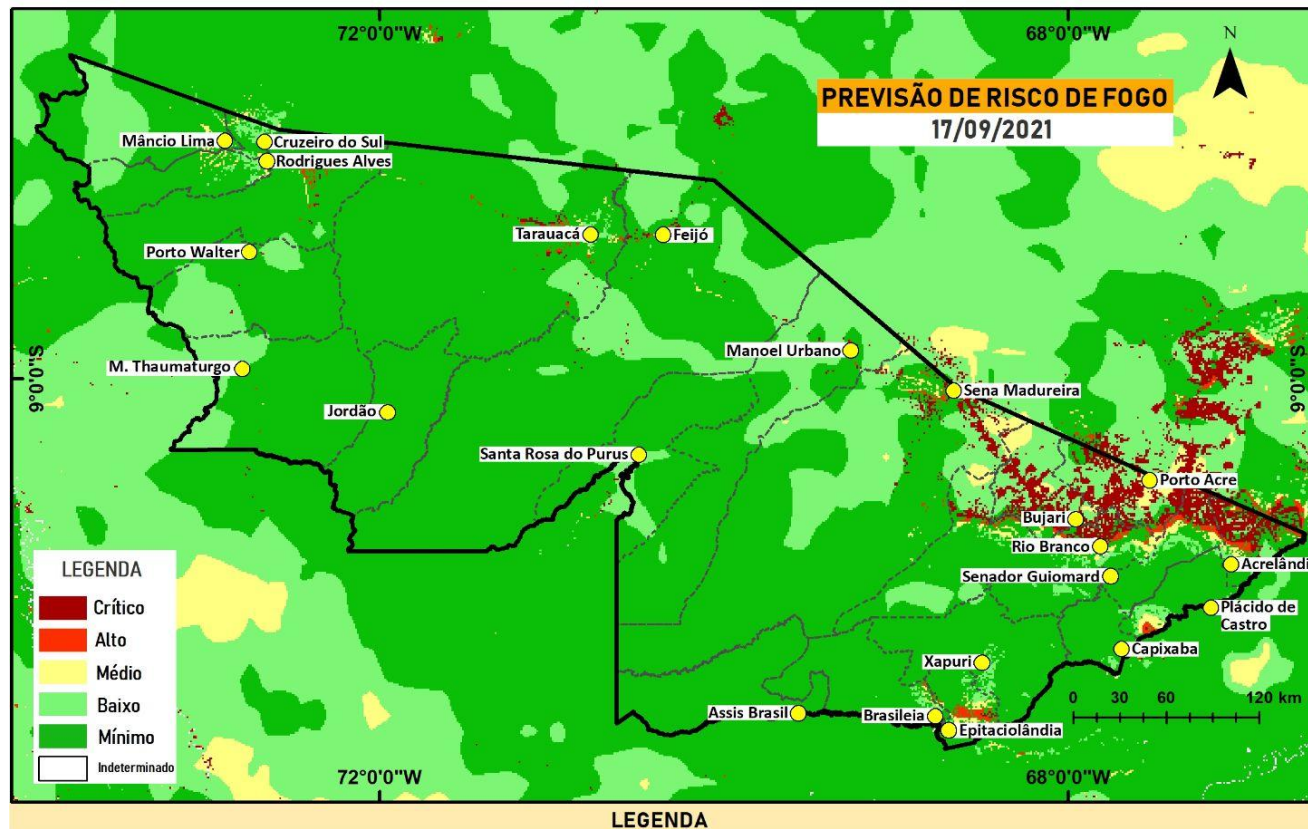 72°0'0"W
68°0'0"W
N
PREVISÃO DE RISCO DE FOGO
17/09/2021
Mâncio Lima
Cruzeiro do Sul
Rodrigues Alves
Tarauacá
Feijó
Porto Walter
Manoel Urbano
M. Thaumaturgo
9°0'0"S
9°0'0"S
Sena Madureira
Jordão
Santa Rosa do Purus
Porto Acre
Bujari
Rio Branco
Acrelândi
Senador Guiomard
Plácido de
Castro
Capixaba
Xapuri
0 30 60 120 km
Assis Brasil
Brasileia
Epitaciolândia
LEGENDA
Crítico
Alto
Médio
Baixo
Mínimo
Indeterminado
72°0'0"W
68°0'0"W
LEGENDA